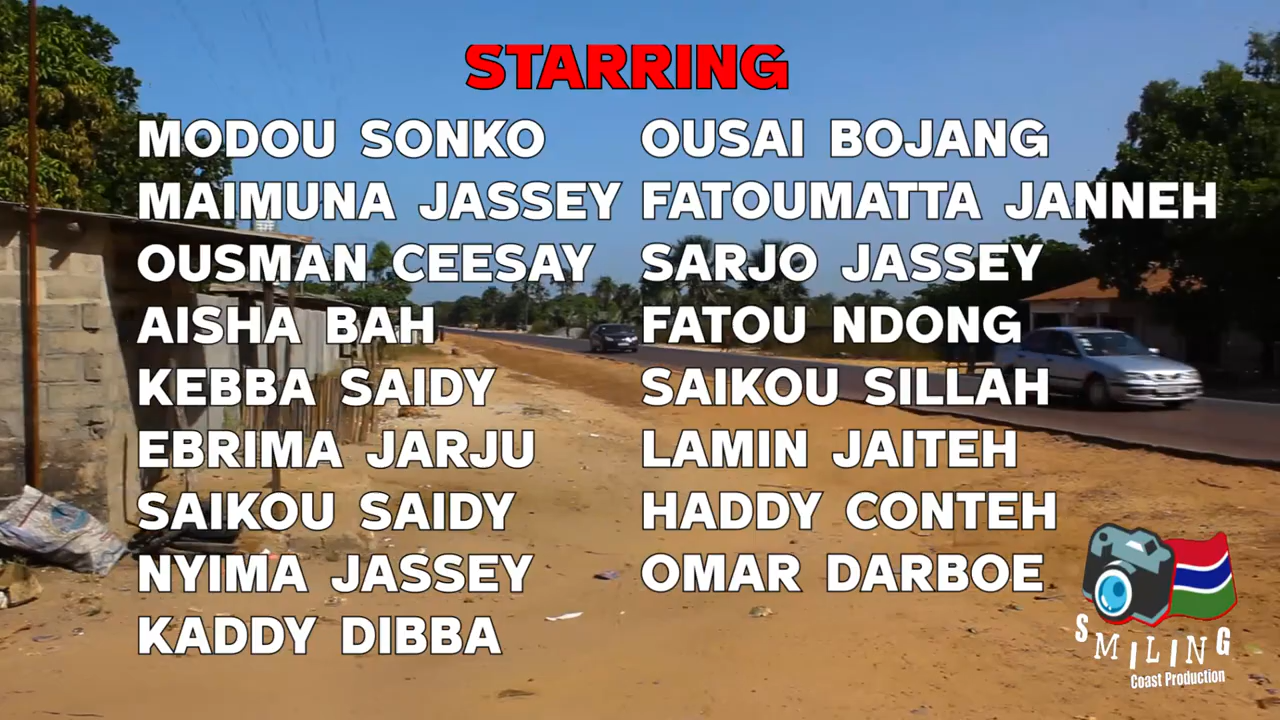 STARRING
MODOU SONKO
MAIMUNA JASSEY
OUSMAN CEESAY
AISHA BAH
KEBBA SAIDY
EBRIMA JARJU
SAIKOU SAIDY
NYIMA JASSEY
KADDY DIBBA
OUSAI BOJANG
FATOUMATTA JANNEH
SARJO JASSEY
FATOU NDONG
SAIKOU SILLAH
LAMIN JAITEH
HADDY CONTEH
OMAR DARBOE
SMILING
Coast Production